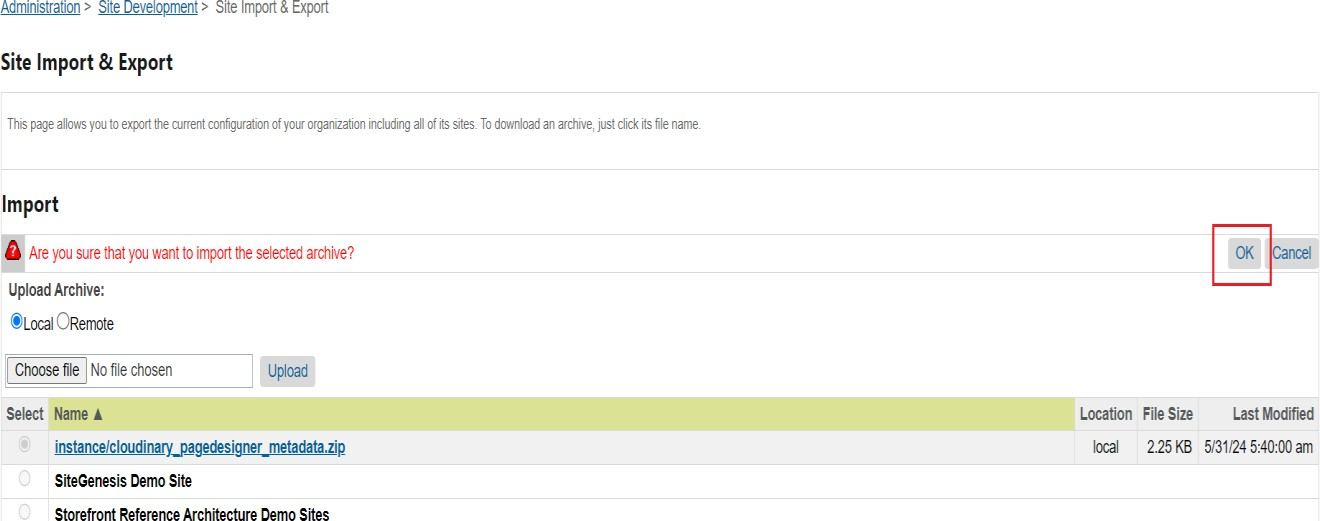 Administration > Site Development > Site Import & Export
Site Import & Export
This page allows you to export the current configuration of your organization including all of its sites. To download an archive, just click its file name.
Import
? Are you sure that you want to import the selected archive? OK Cancel
Upload Archive:
Local Remote
Choose file No file chosen Upload
Select Name ▲ Location File Size Last Modified
instance/cloudinary_pagedesigner_metadata.zip local 2.25 KB 5/31/24 5:40:00 am
SiteGenesis Demo Site
Storefront Reference Architecture Demo Sites